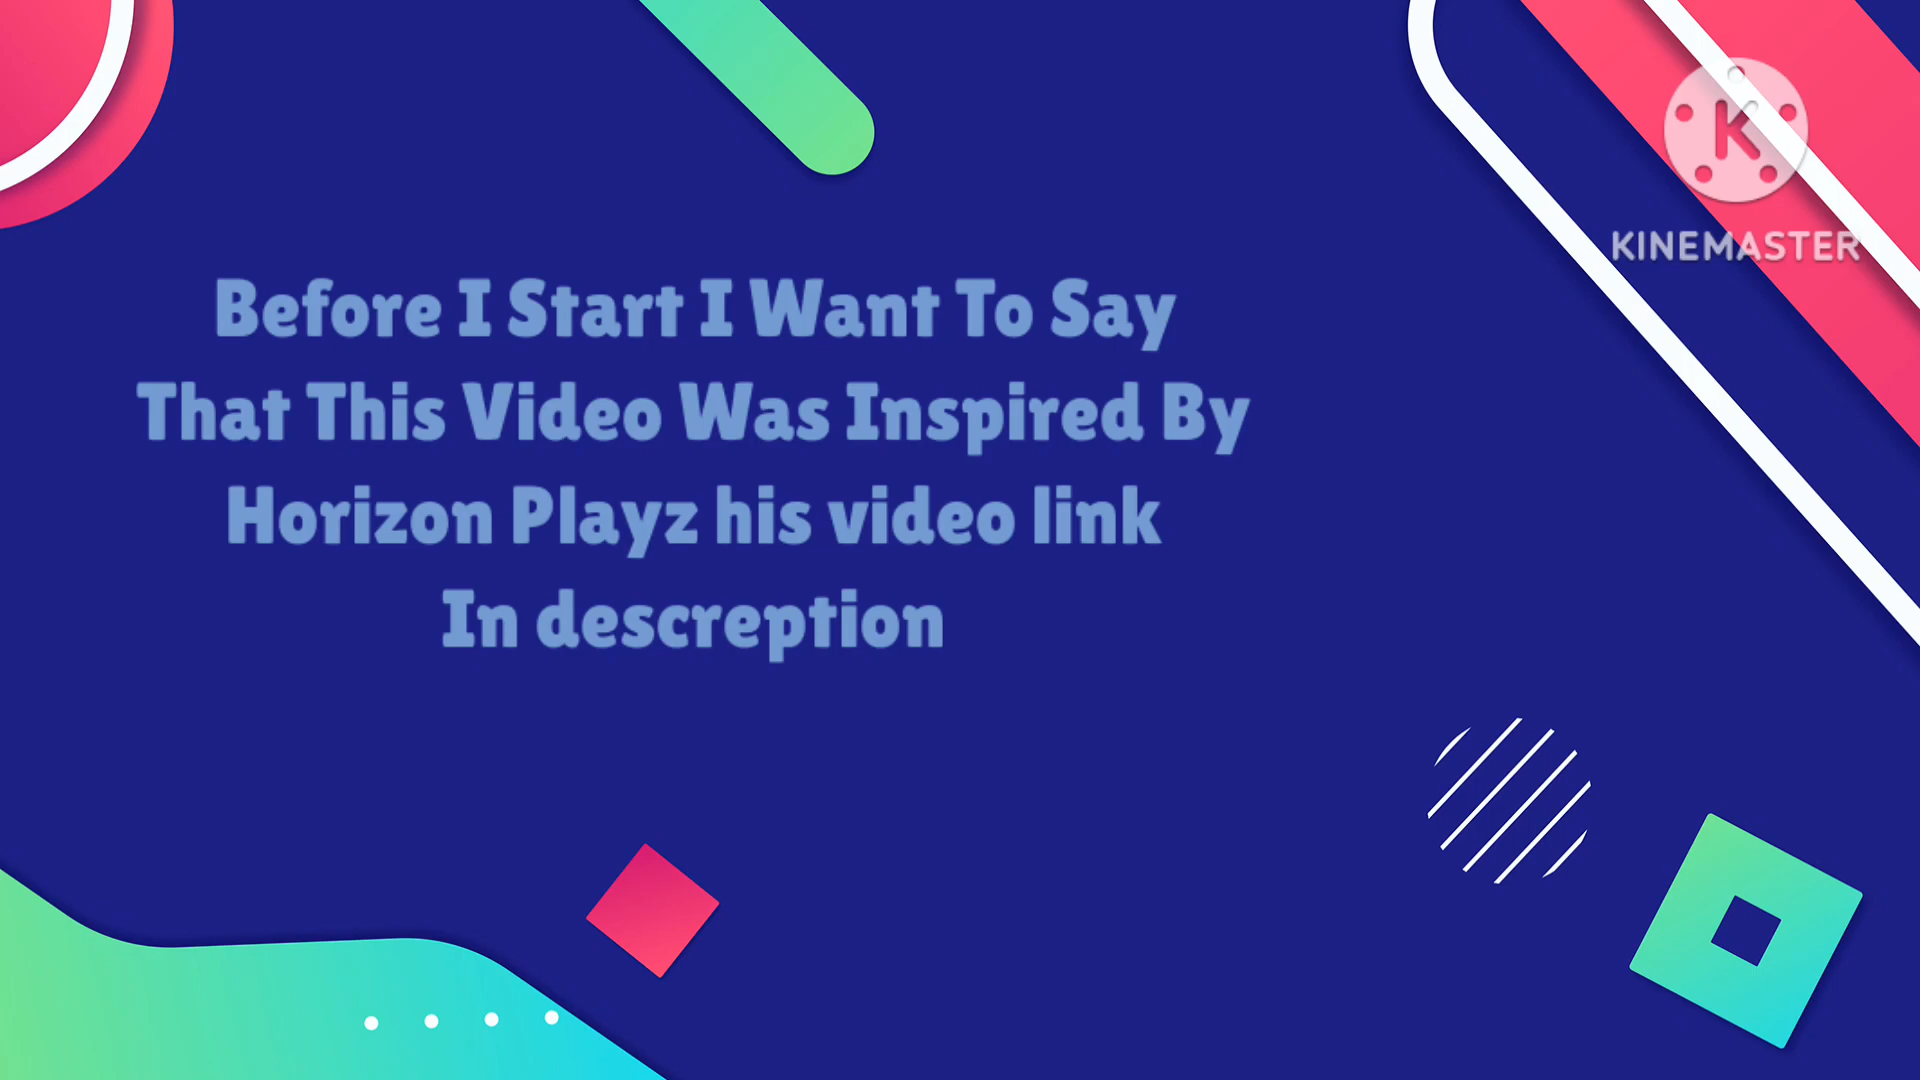 K
KINEMASTER
Before I Start I Want To Say
That This Video Was Inspired By
Horizon Playz his video link
In descreption